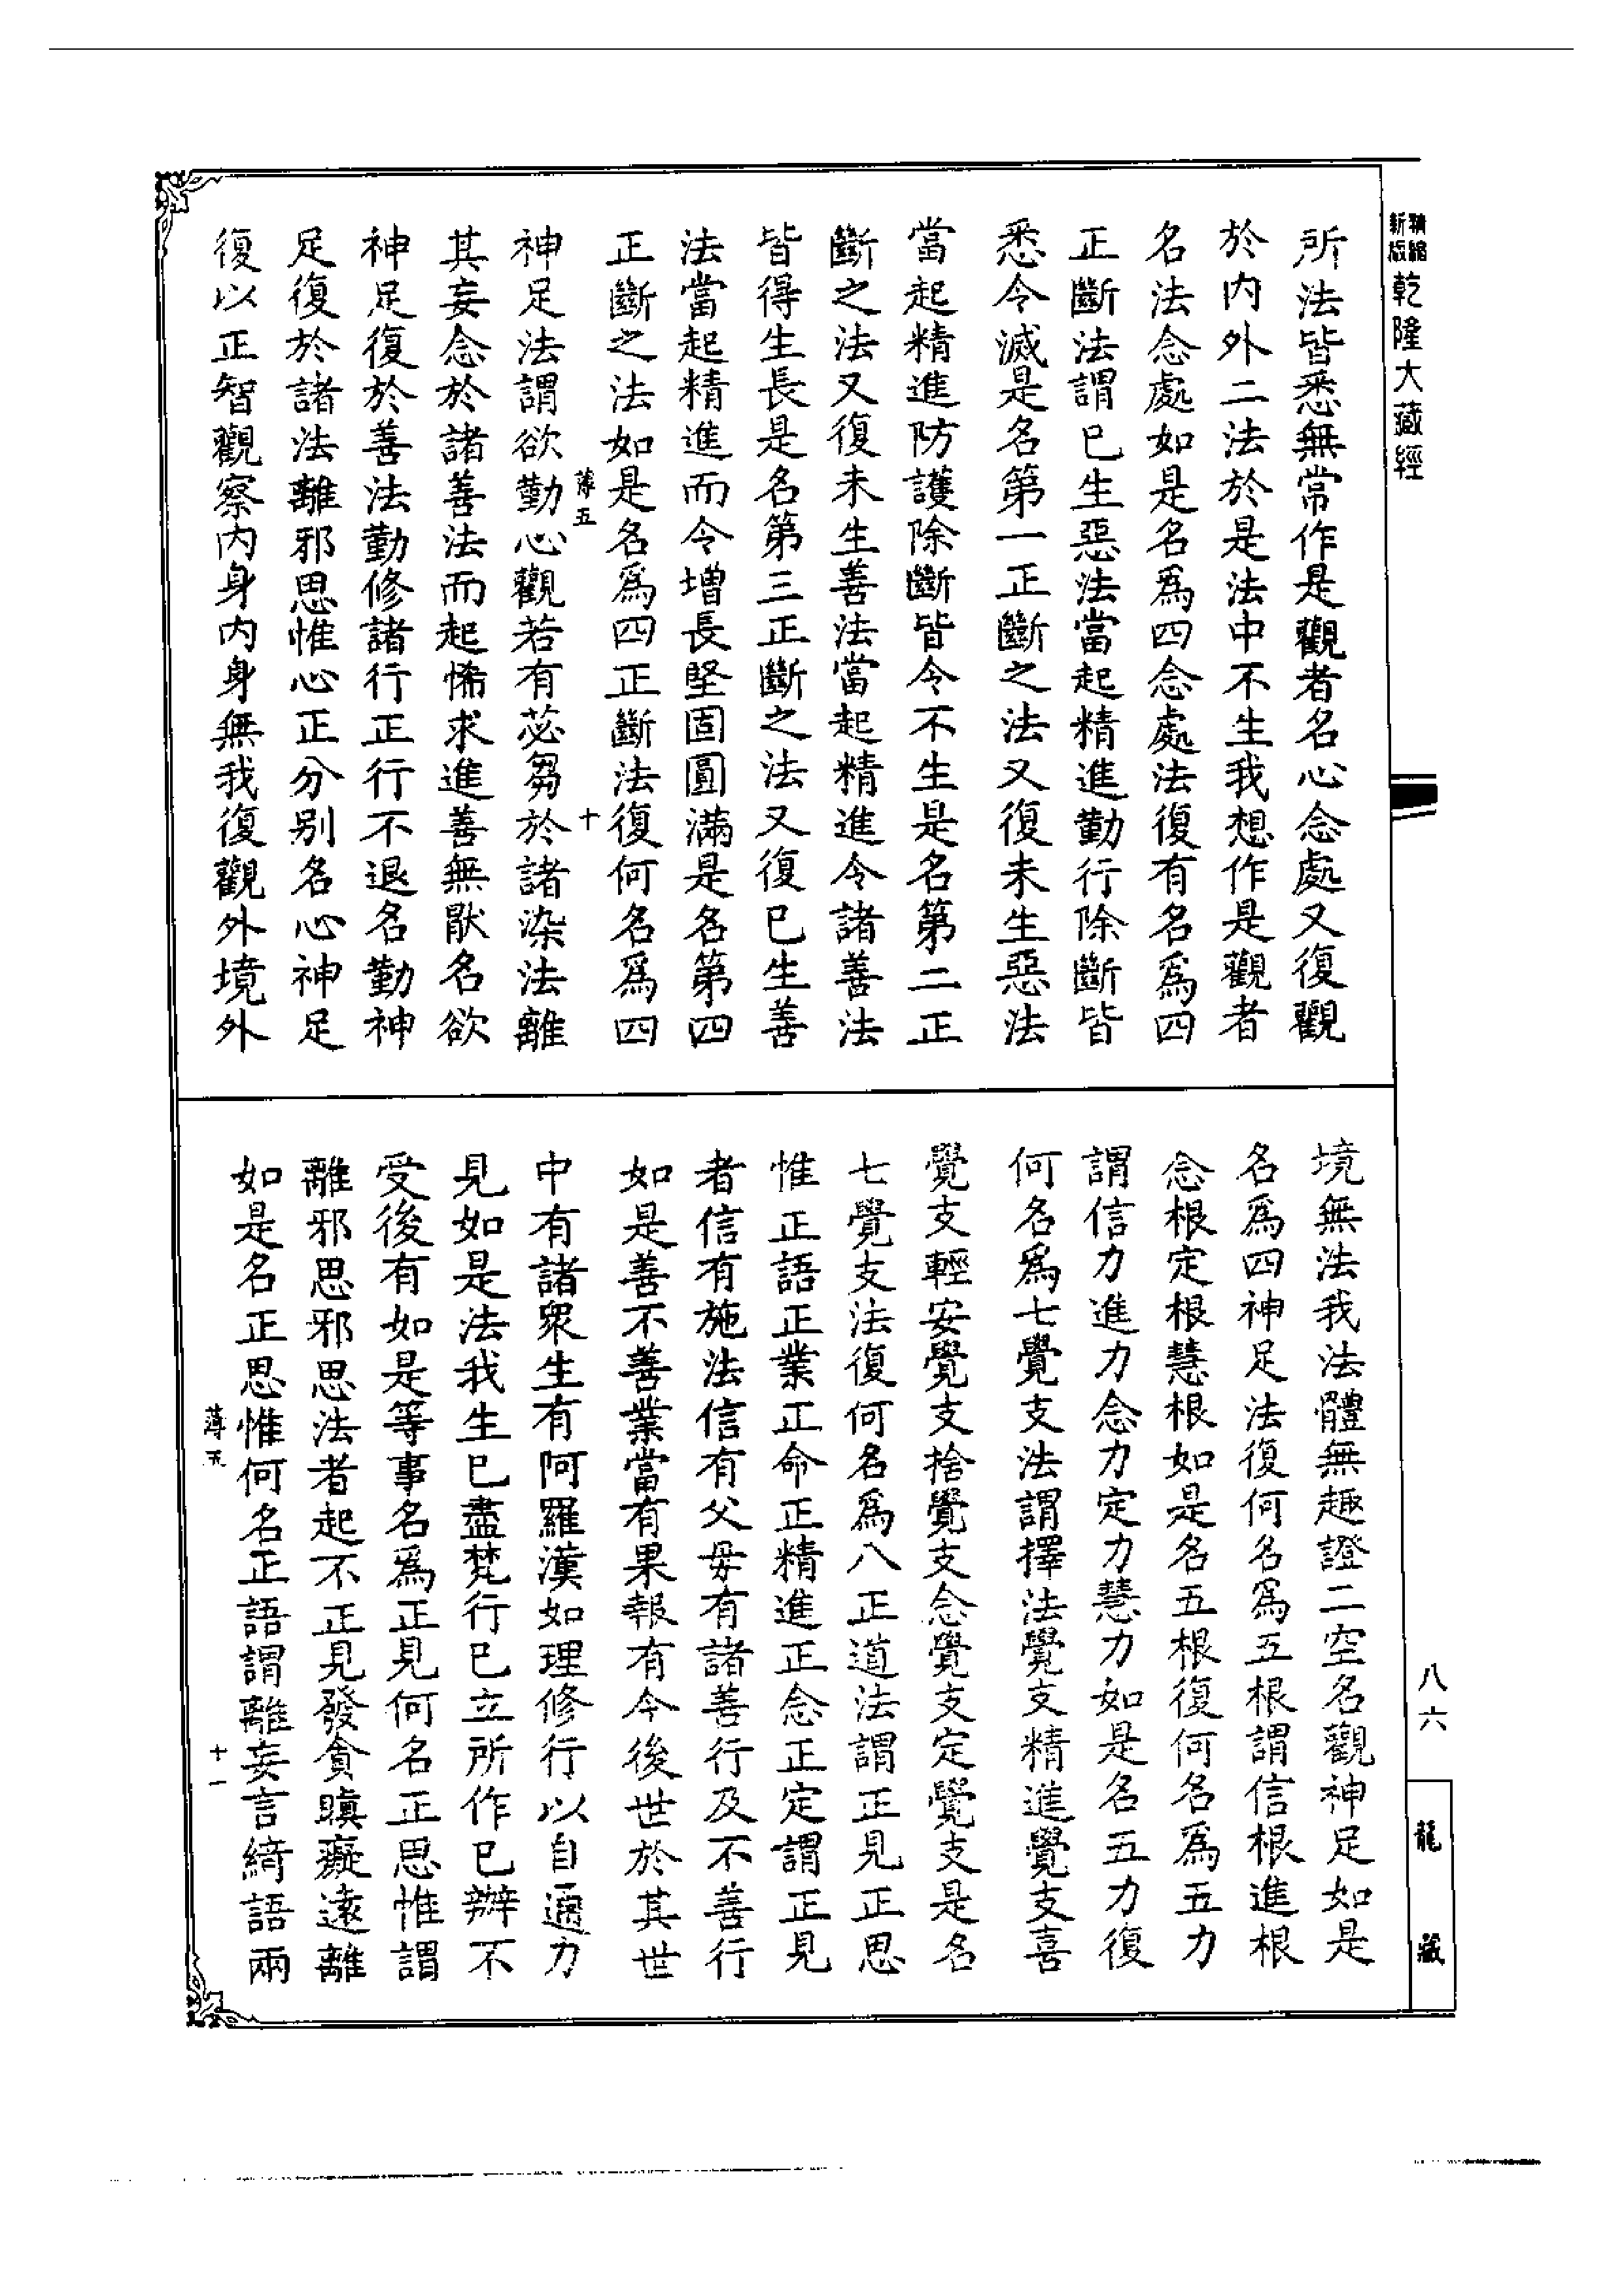 精縮新版乾隆大藏經
所法皆悉無常作是觀者名心念處又復觀
於内外二法於是法中不生我想作是觀者
名法念處如是名爲四念處法復有名爲四
正斷法謂已生惡法當起精進勤行除斷皆
悉令滅是名第一正斷之法又復未生惡法
當起精進防護除斷皆令不生是名第二正
斷之法又復未生善法當起精進令諸善法
皆得生長是名第三正斷之法又復已生善
法當起精進而令增長堅固圓滿是名第四
正斷之法如是名爲四正斷法復何名爲四
薄五 十
神足法謂欲勤心觀若有苾芻於諸染法離
其妄念於諸善法而起悕求進善無厭名欲
神足復於善法勤修諸行正行不退名勤神
足復於諸法離邪思惟心正分别名心神足
復以正智觀察内身内身無我復觀外境外
境無法我法體無趣證二空名觀神足如是
名爲四神足法復何名爲五根謂信根進根
念根定根慧根如是名五根復何名爲五力
謂信力進力念力定力慧力如是名五力復
何名爲七覺支法謂擇法覺支精進覺支喜
覺支輕安覺支捨覺支念覺支定覺支是名
七覺支法復何名爲八正道法謂正見正思
惟正語正業正命正精進正念正定謂正見
者信有施法信有父母有諸善行及不善行
如是善不善業當有果報有今後世於其世
中有諸衆生有阿羅漢如理修行以自通力
見如是法我生已盡梵行已立所作已辦不
受後有如是等事名爲正見何名正思惟謂
離邪思邪思法者起不正見發貪瞋癡遠離
如是名正思惟何名正語謂離妄言綺語兩
薄五 十一
八六
龍藏